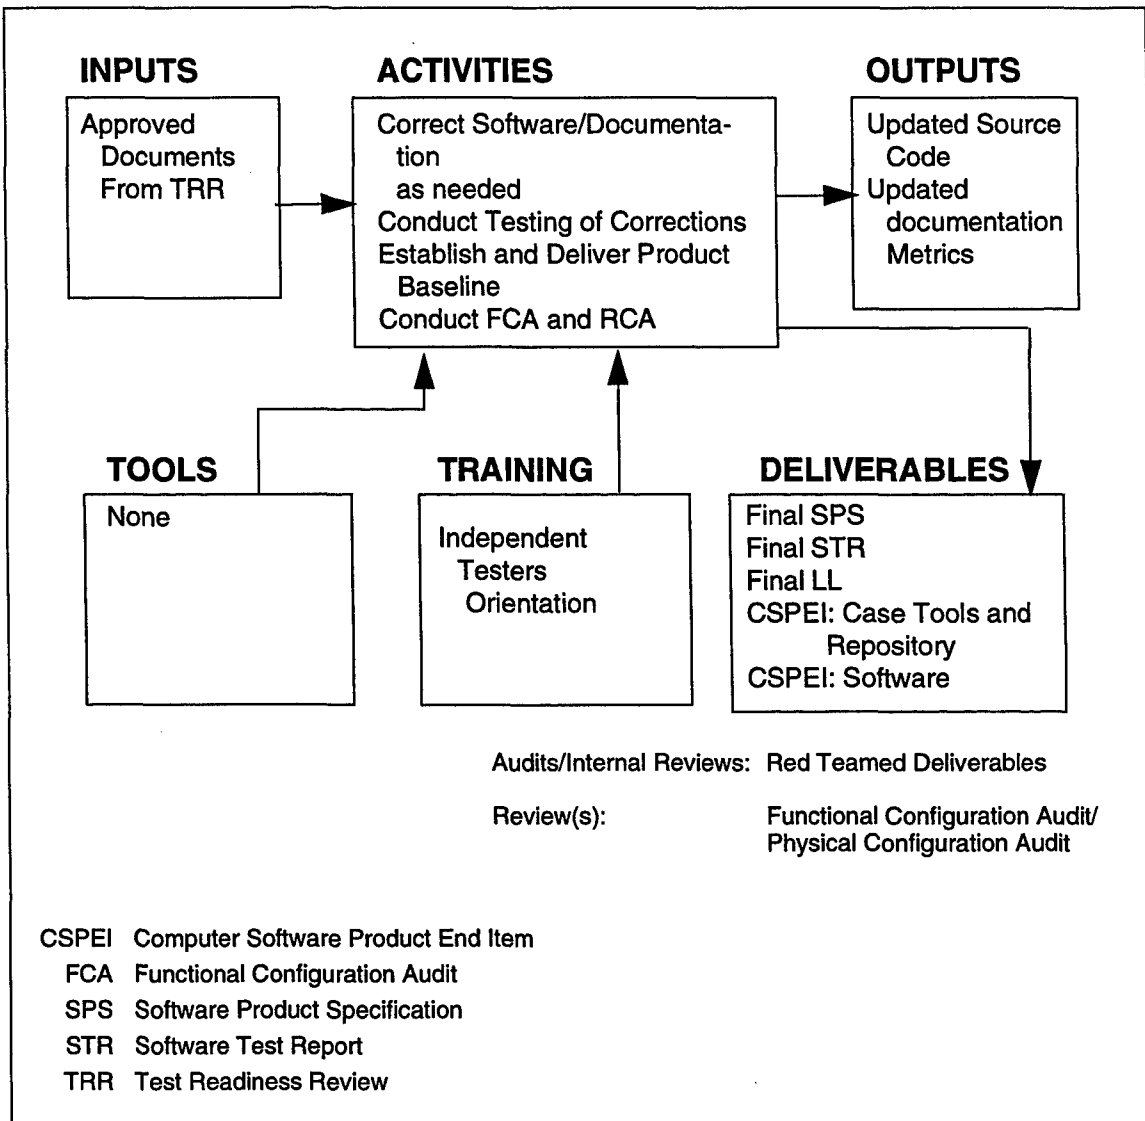 INPUTS
Approved
Documents
From TRR
ACTIVITIES
Correct Software/Documenta-
tion
as needed
Conduct Testing of Corrections
Establish and Deliver Product
Baseline
Conduct FCA and RCA
OUTPUTS
Updated Source
Code
Updated
documentation
Metrics
TOOLS
None
TRAINING
Independent
Testers
Orientation
DELIVERABLES
Final SPS
Final STR
Final LL
CSPEI: Case Tools and
Repository
CSPEI: Software
Audits/Internal Reviews: Red Teamed Deliverables
Review(s): Functional Configuration Audit/
Physical Configuration Audit
CSPEI Computer Software Product End Item
FCA Functional Configuration Audit
SPS Software Product Specification
STR Software Test Report
TRR Test Readiness Review